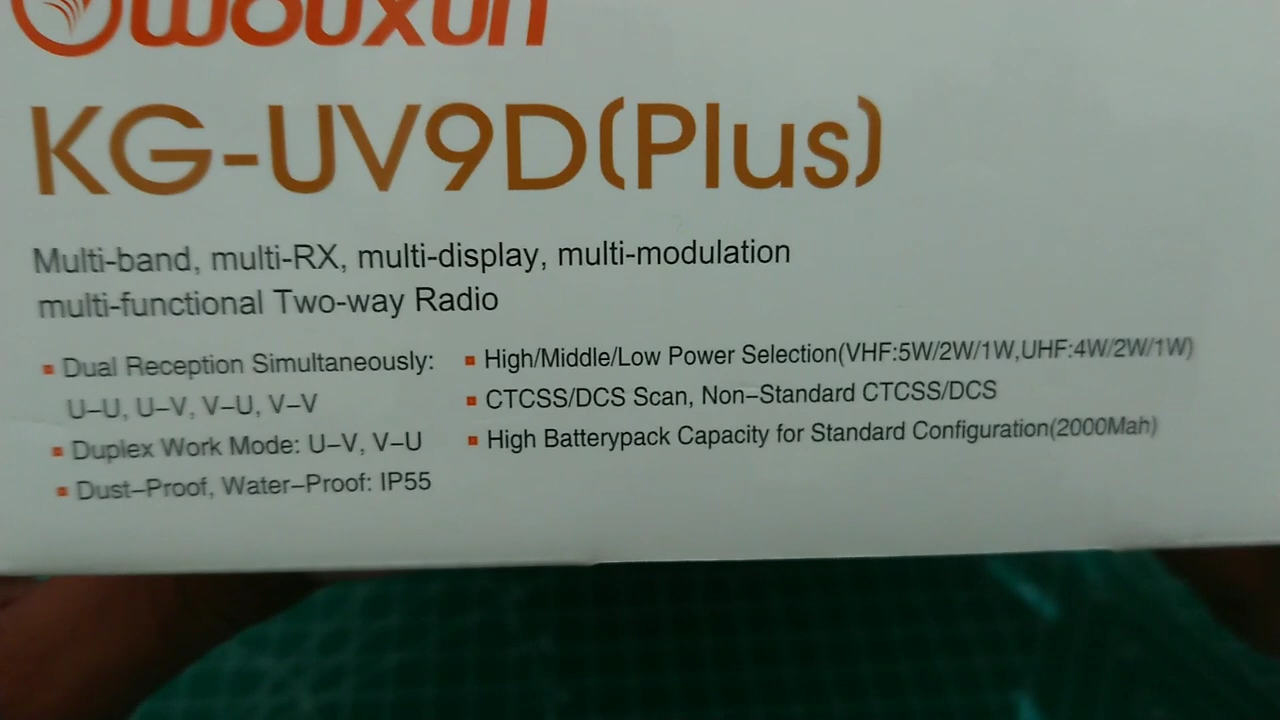 wouxun
KG-UV9D(Plus)
Multi-band, multi-RX, multi-display, multi-modulation
multi-functional Two-way Radio
▪ Dual Reception Simultaneously:
U–U, U–V, V–U, V–V
▪ Duplex Work Mode: U–V, V–U
▪ Dust–Proof, Water–Proof: IP55
▪ High/Middle/Low Power Selection(VHF:5W/2W/1W,UHF:4W/2W/1W)
▪ CTCSS/DCS Scan, Non–Standard CTCSS/DCS
▪ High Batterypack Capacity for Standard Configuration(2000Mah)